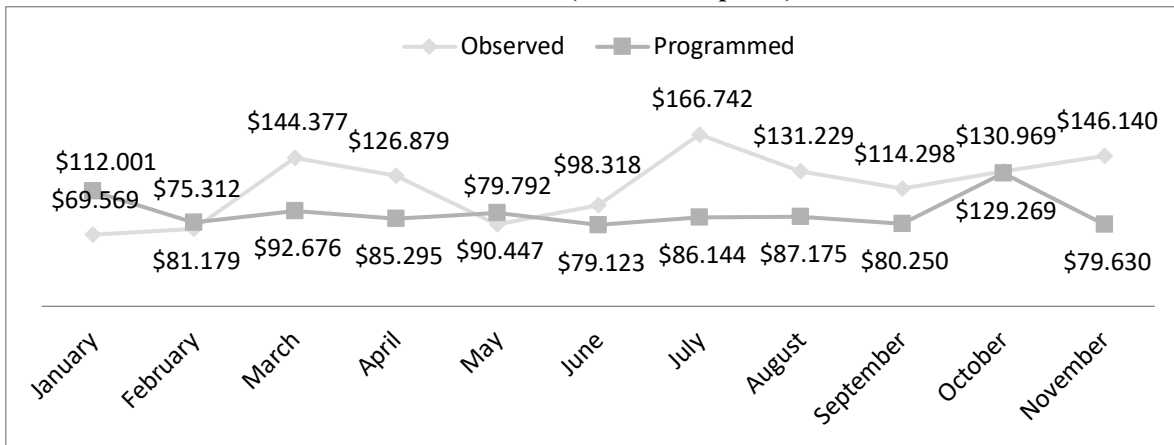 Observed Programmed
$166.742
$144.377
$146.140
$126.879
$131.229
$130.969
$114.298
$98.318
$112.001
$75.312
$79.792
$69.569
$129.269
$81.179
$92.676
$85.295
$90.447
$79.123
$86.144
$87.175
$80.250
$79.630
January
February
March
April
May
June
July
August
September
October
November